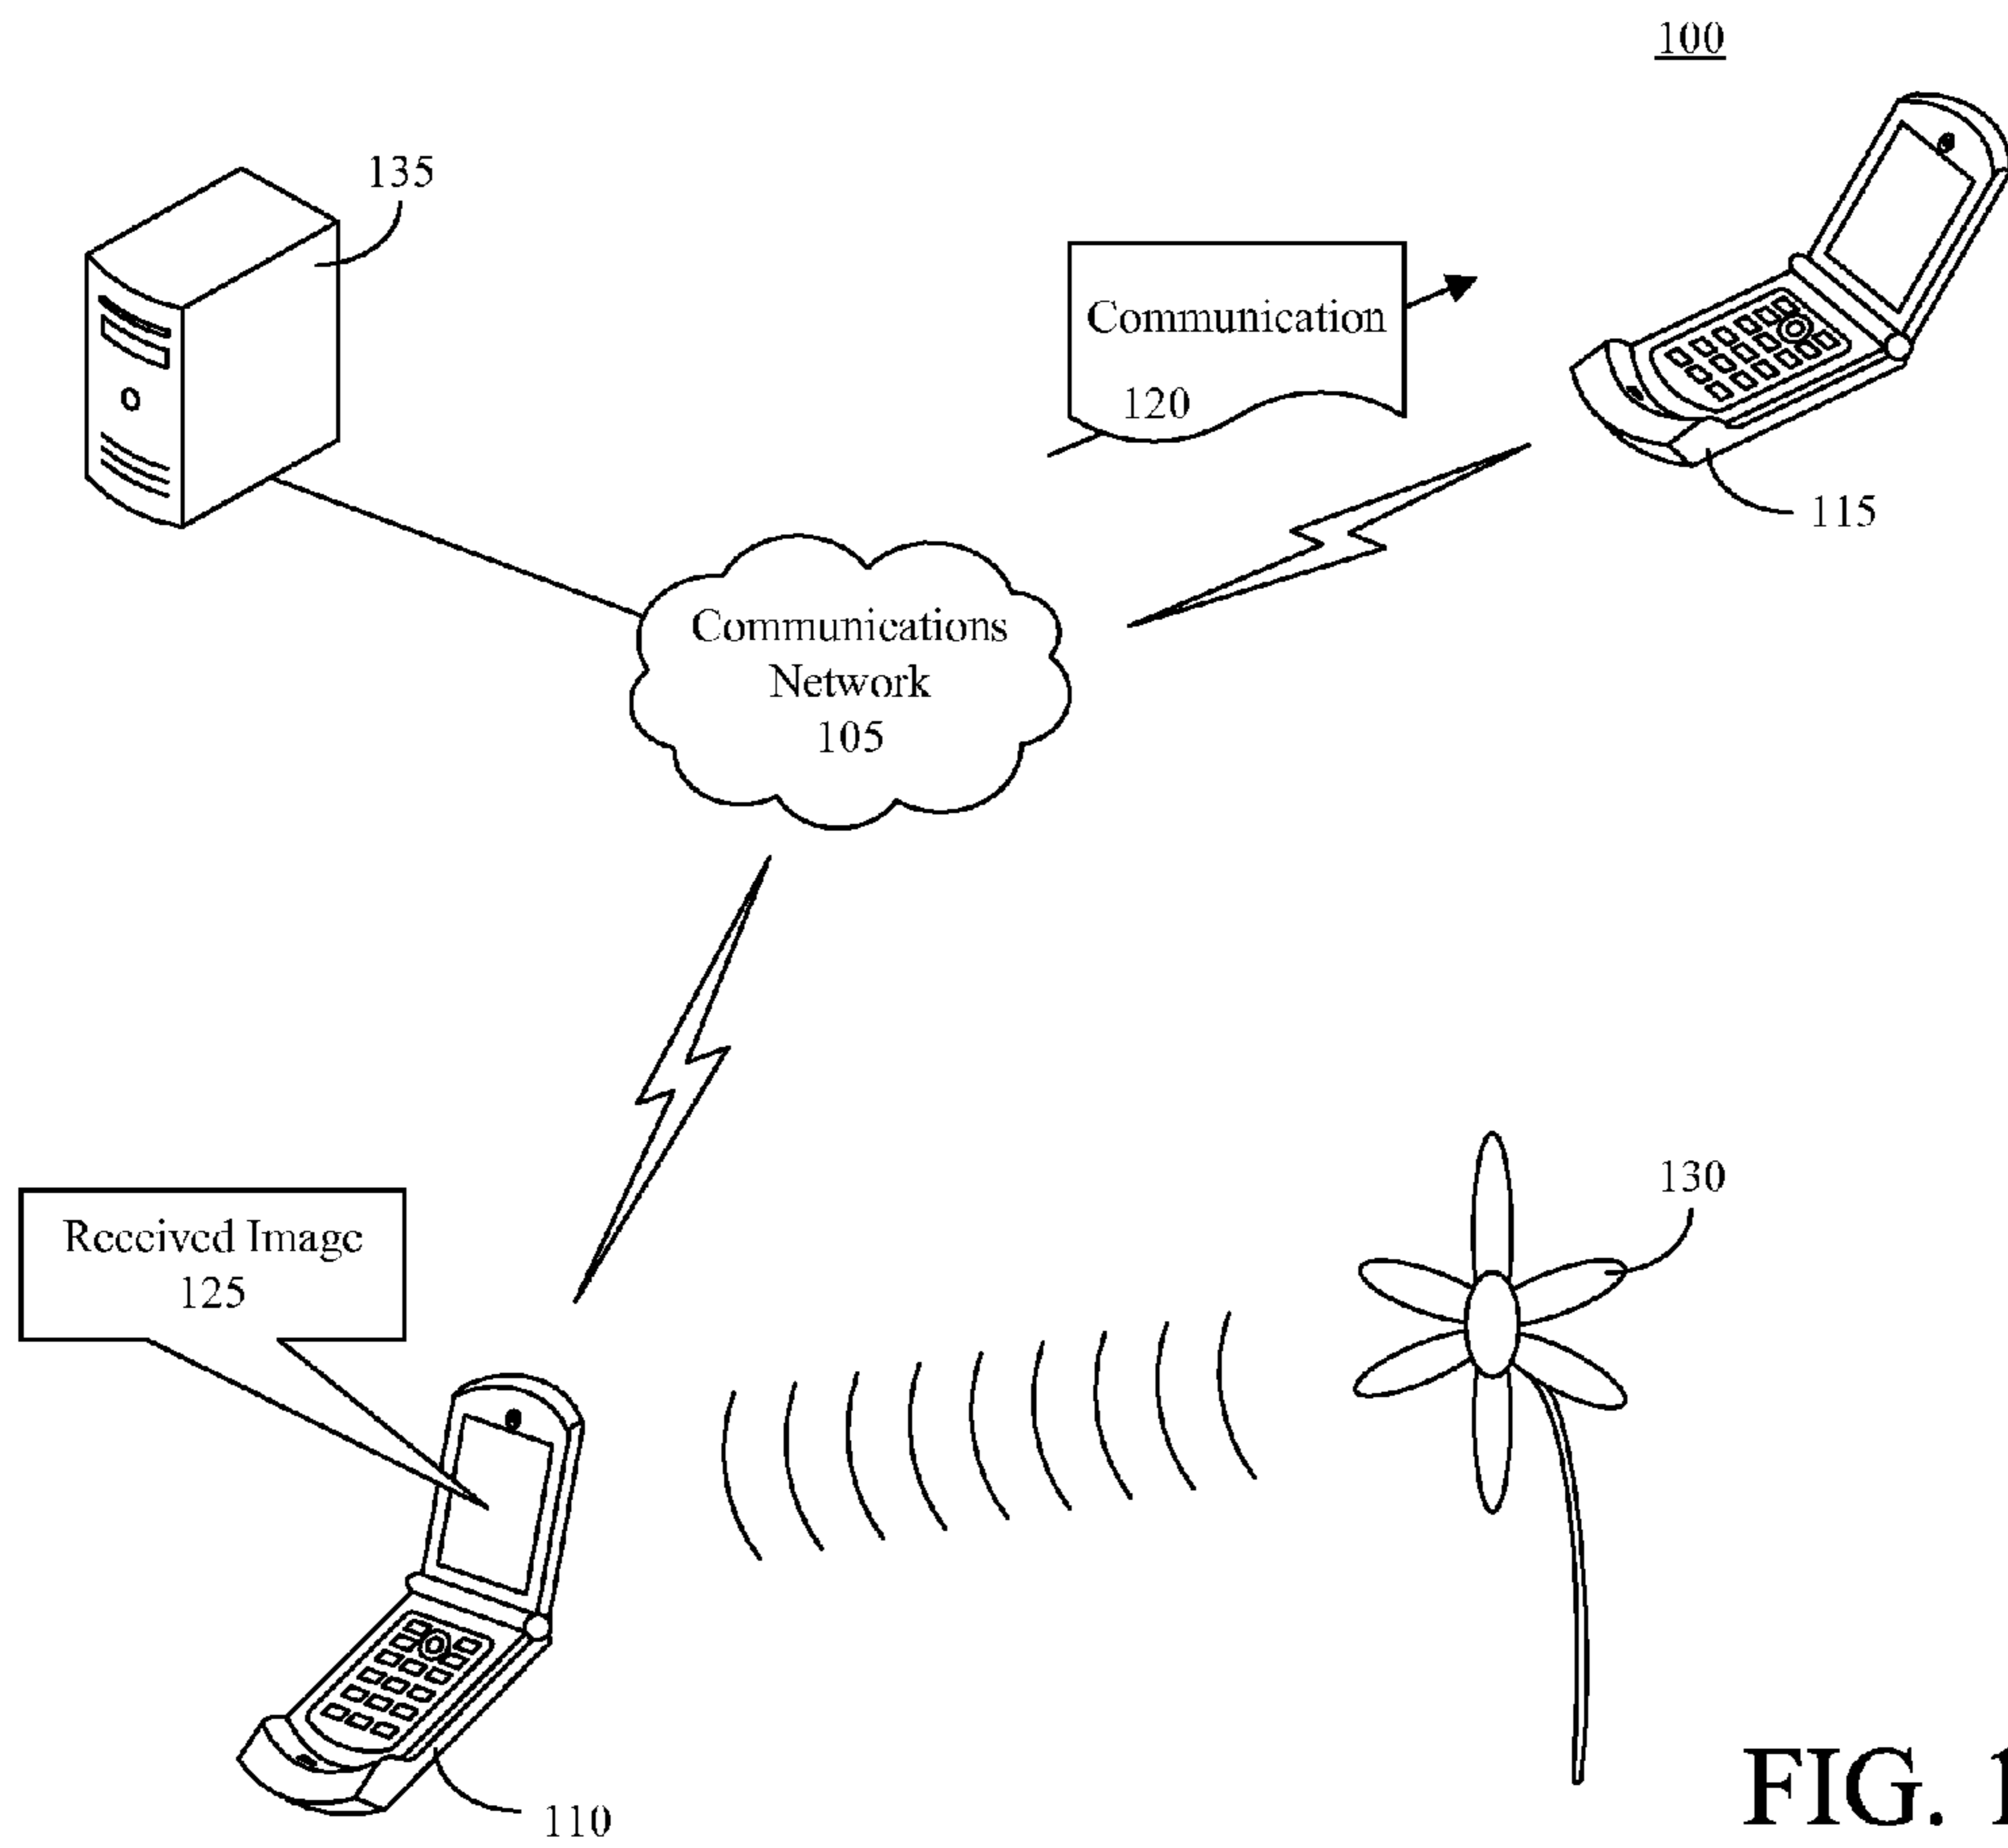 100
135
Communication
120
115
Communications
Network
105
130
Received Image
125
110
FIG. 1